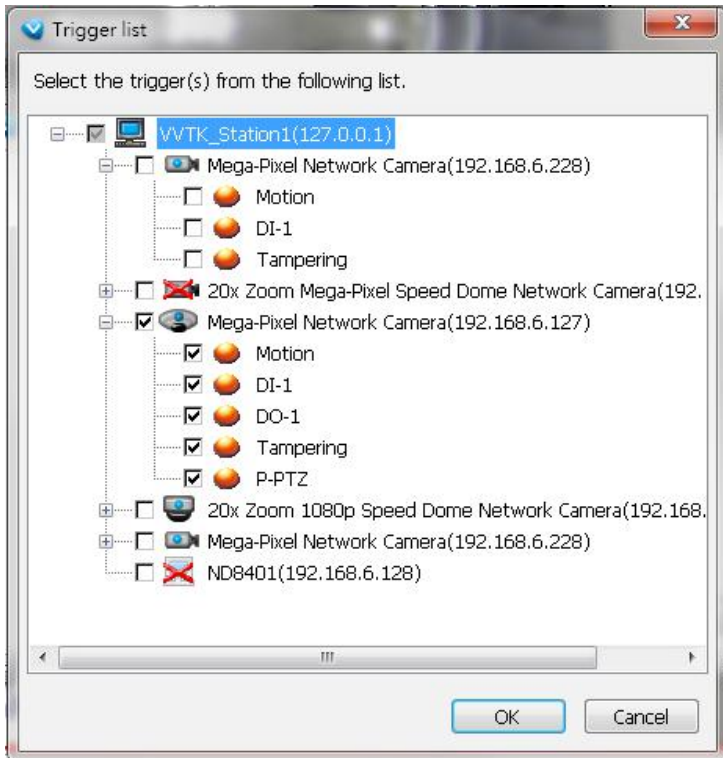 Trigger list
Select the trigger(s) from the following list.
VVTK_Station1(127.0.0.1)
Mega-Pixel Network Camera(192.168.6.228)
Motion
DI-1
Tampering
20x Zoom Mega-Pixel Speed Dome Network Camera(192.
Mega-Pixel Network Camera(192.168.6.127)
Motion
DI-1
DO-1
Tampering
P-PTZ
20x Zoom 1080p Speed Dome Network Camera(192.168.
Mega-Pixel Network Camera(192.168.6.228)
ND8401(192.168.6.128)
OK Cancel